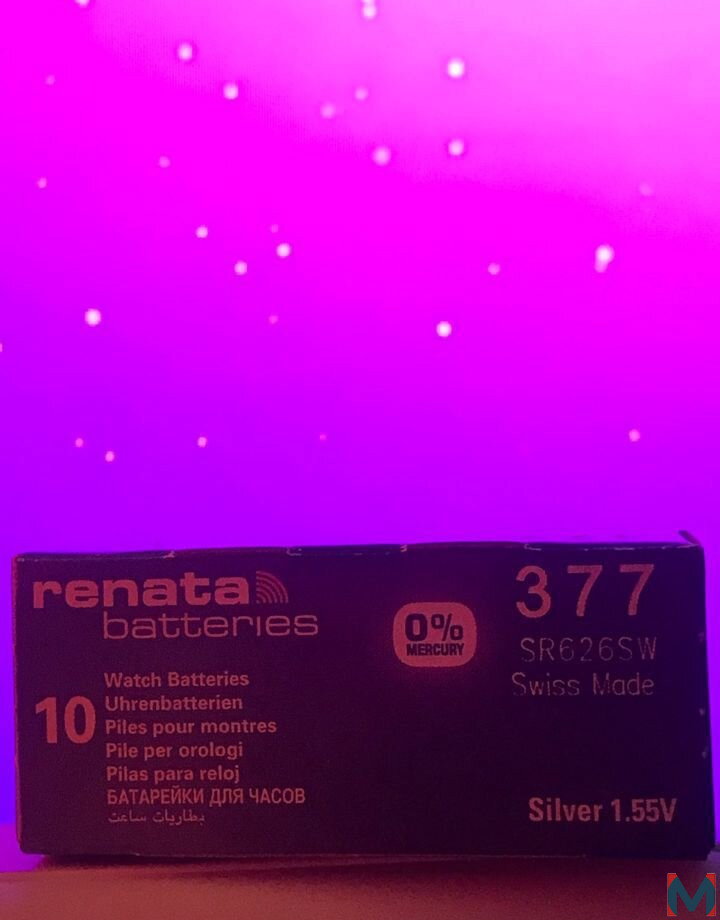 renata
batteries
0%
MERCURY
377
SR626SW
Swiss Made
10
Watch Batteries
Uhrenbatterien
Piles pour montres
Pile per orologi
Pilas para reloj
БАТАРЕЙКИ ДЛЯ ЧАСОВ
بطاريات ساعت
Silver 1.55V
M